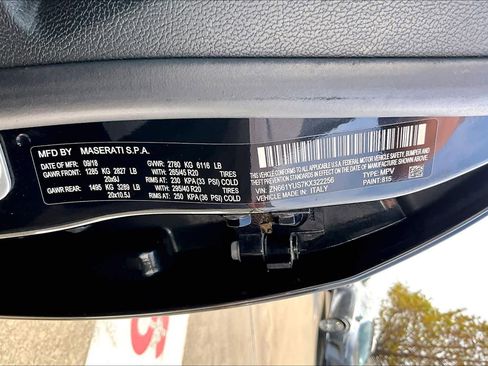 MFD BY MASERATI S.P.A.
DATE OF MFR: 09/18 GVWR: 2780 KG 6116 LB
GAWR FRONT: 1285 KG 2827 LB WITH: 265/45 R20 TIRES
20x9J RIMS AT: 230 KPA (33 PSI) COLD
GAWR REAR: 1495 KG 3289 LB WITH: 295/40 R20 TIRES
20x10.5J RIMS AT: 250 KPA (36 PSI) COLD
THIS VEHICLE CONFORMS TO ALL APPLICABLE U.S. FEDERAL MOTOR VEHICLE SAFETY, BUMPER AND
THEFT PREVENTION STANDARDS IN EFFECT ON THE DATE OF MANUFACTURE SHOWN ABOVE.
VIN: ZN661YUS7KX322256 TYPE: MPV
MADE IN: ITALY PAINT: 815